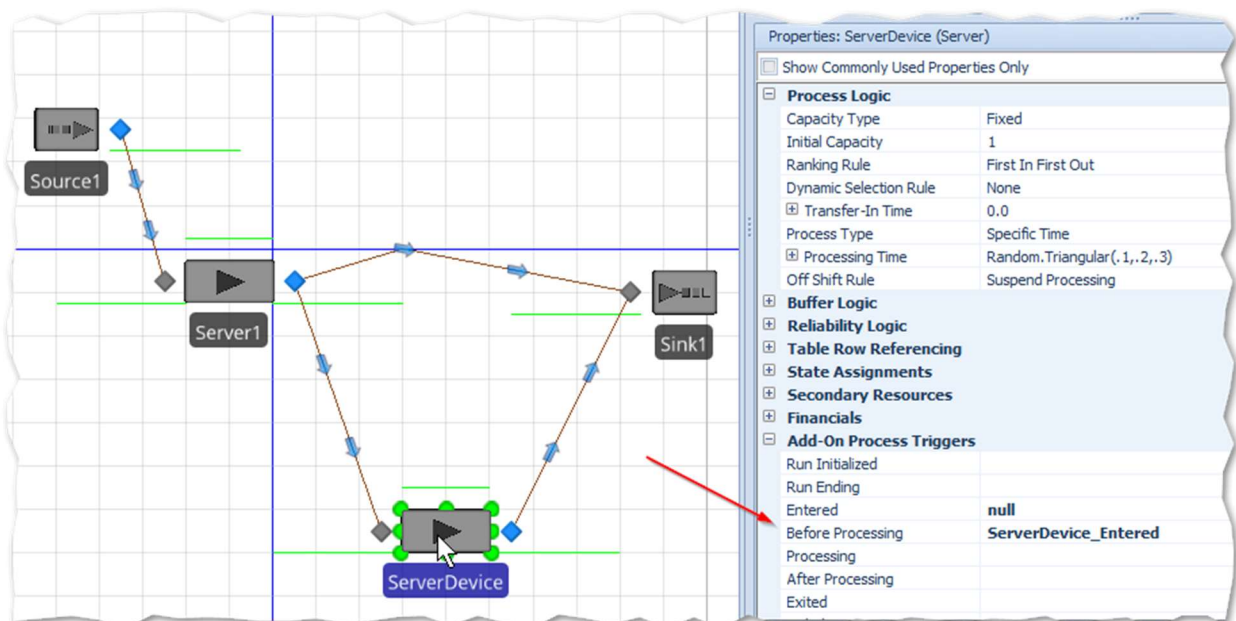 Source1
Server1
Sink1
ServerDevice
Properties: ServerDevice (Server)
Show Commonly Used Properties Only
Process Logic
Capacity Type Fixed
Initial Capacity 1
Ranking Rule First In First Out
Dynamic Selection Rule None
Transfer-In Time 0.0
Process Type Specific Time
Processing Time Random.Triangular(.1,.2,.3)
Off Shift Rule Suspend Processing
Buffer Logic
Reliability Logic
Table Row Referencing
State Assignments
Secondary Resources
Financials
Add-On Process Triggers
Run Initialized
Run Ending
Entered null
Before Processing ServerDevice_Entered
Processing
After Processing
Exited